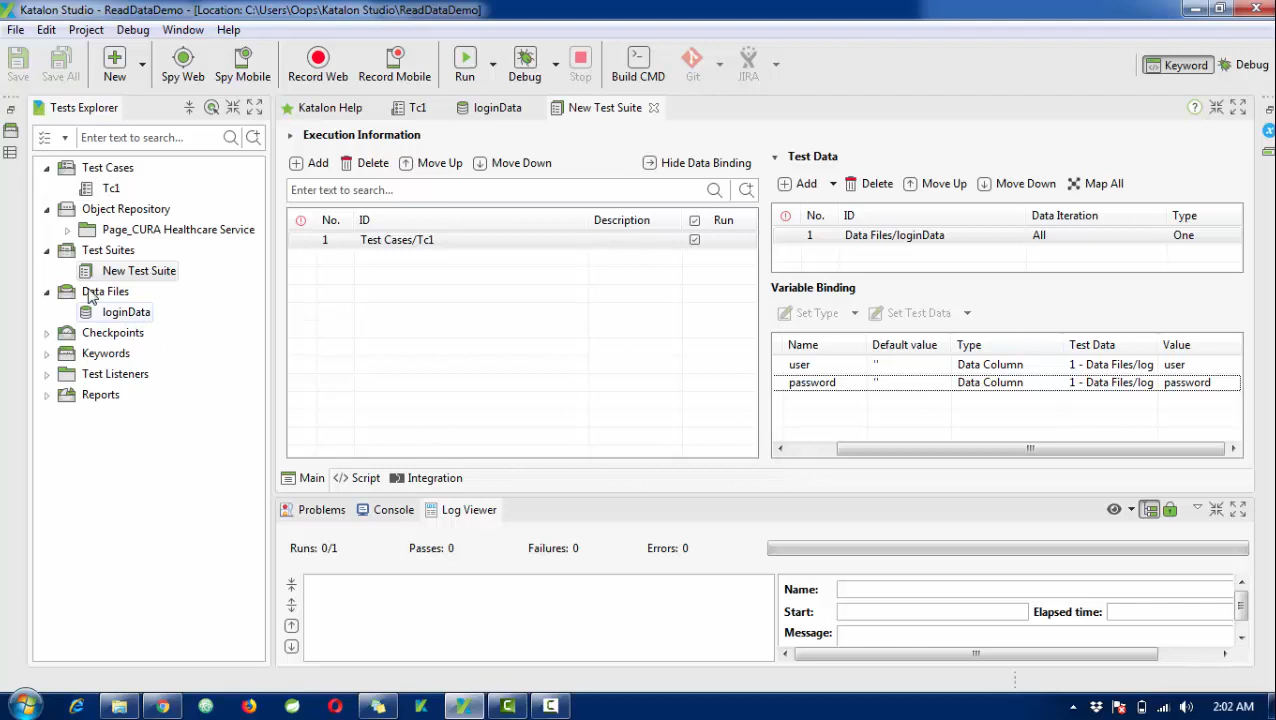 Katalon Studio - ReadDataDemo - [Location: C:\Users\Oops\Katalon Studio\ReadDataDemo]
File Edit Project Debug Window Help
Save Save All New Spy Web Spy Mobile Record Web Record Mobile Run Debug Stop Build CMD Git JIRA Keyword Debug
Tests Explorer
Enter text to search...
Test Cases
Tc1
Object Repository
Page_CURA Healthcare Service
Test Suites
New Test Suite
Data Files
loginData
Checkpoints
Keywords
Test Listeners
Reports
Katalon Help Tc1 loginData New Test Suite
Execution Information
Add Delete Move Up Move Down Hide Data Binding
Enter text to search...
No. ID Description Run
1 Test Cases/Tc1
Test Data
Add Delete Move Up Move Down Map All
No. ID Data Iteration Type
1 Data Files/loginData All One
Variable Binding
Set Type Set Test Data
Name Default value Type Test Data Value
user '' Data Column 1 - Data Files/log user
password '' Data Column 1 - Data Files/log password
Main </> Script Integration
Problems Console Log Viewer
Runs: 0/1 Passes: 0 Failures: 0 Errors: 0
Name:
Start: Elapsed time:
Message:
2:02 AM